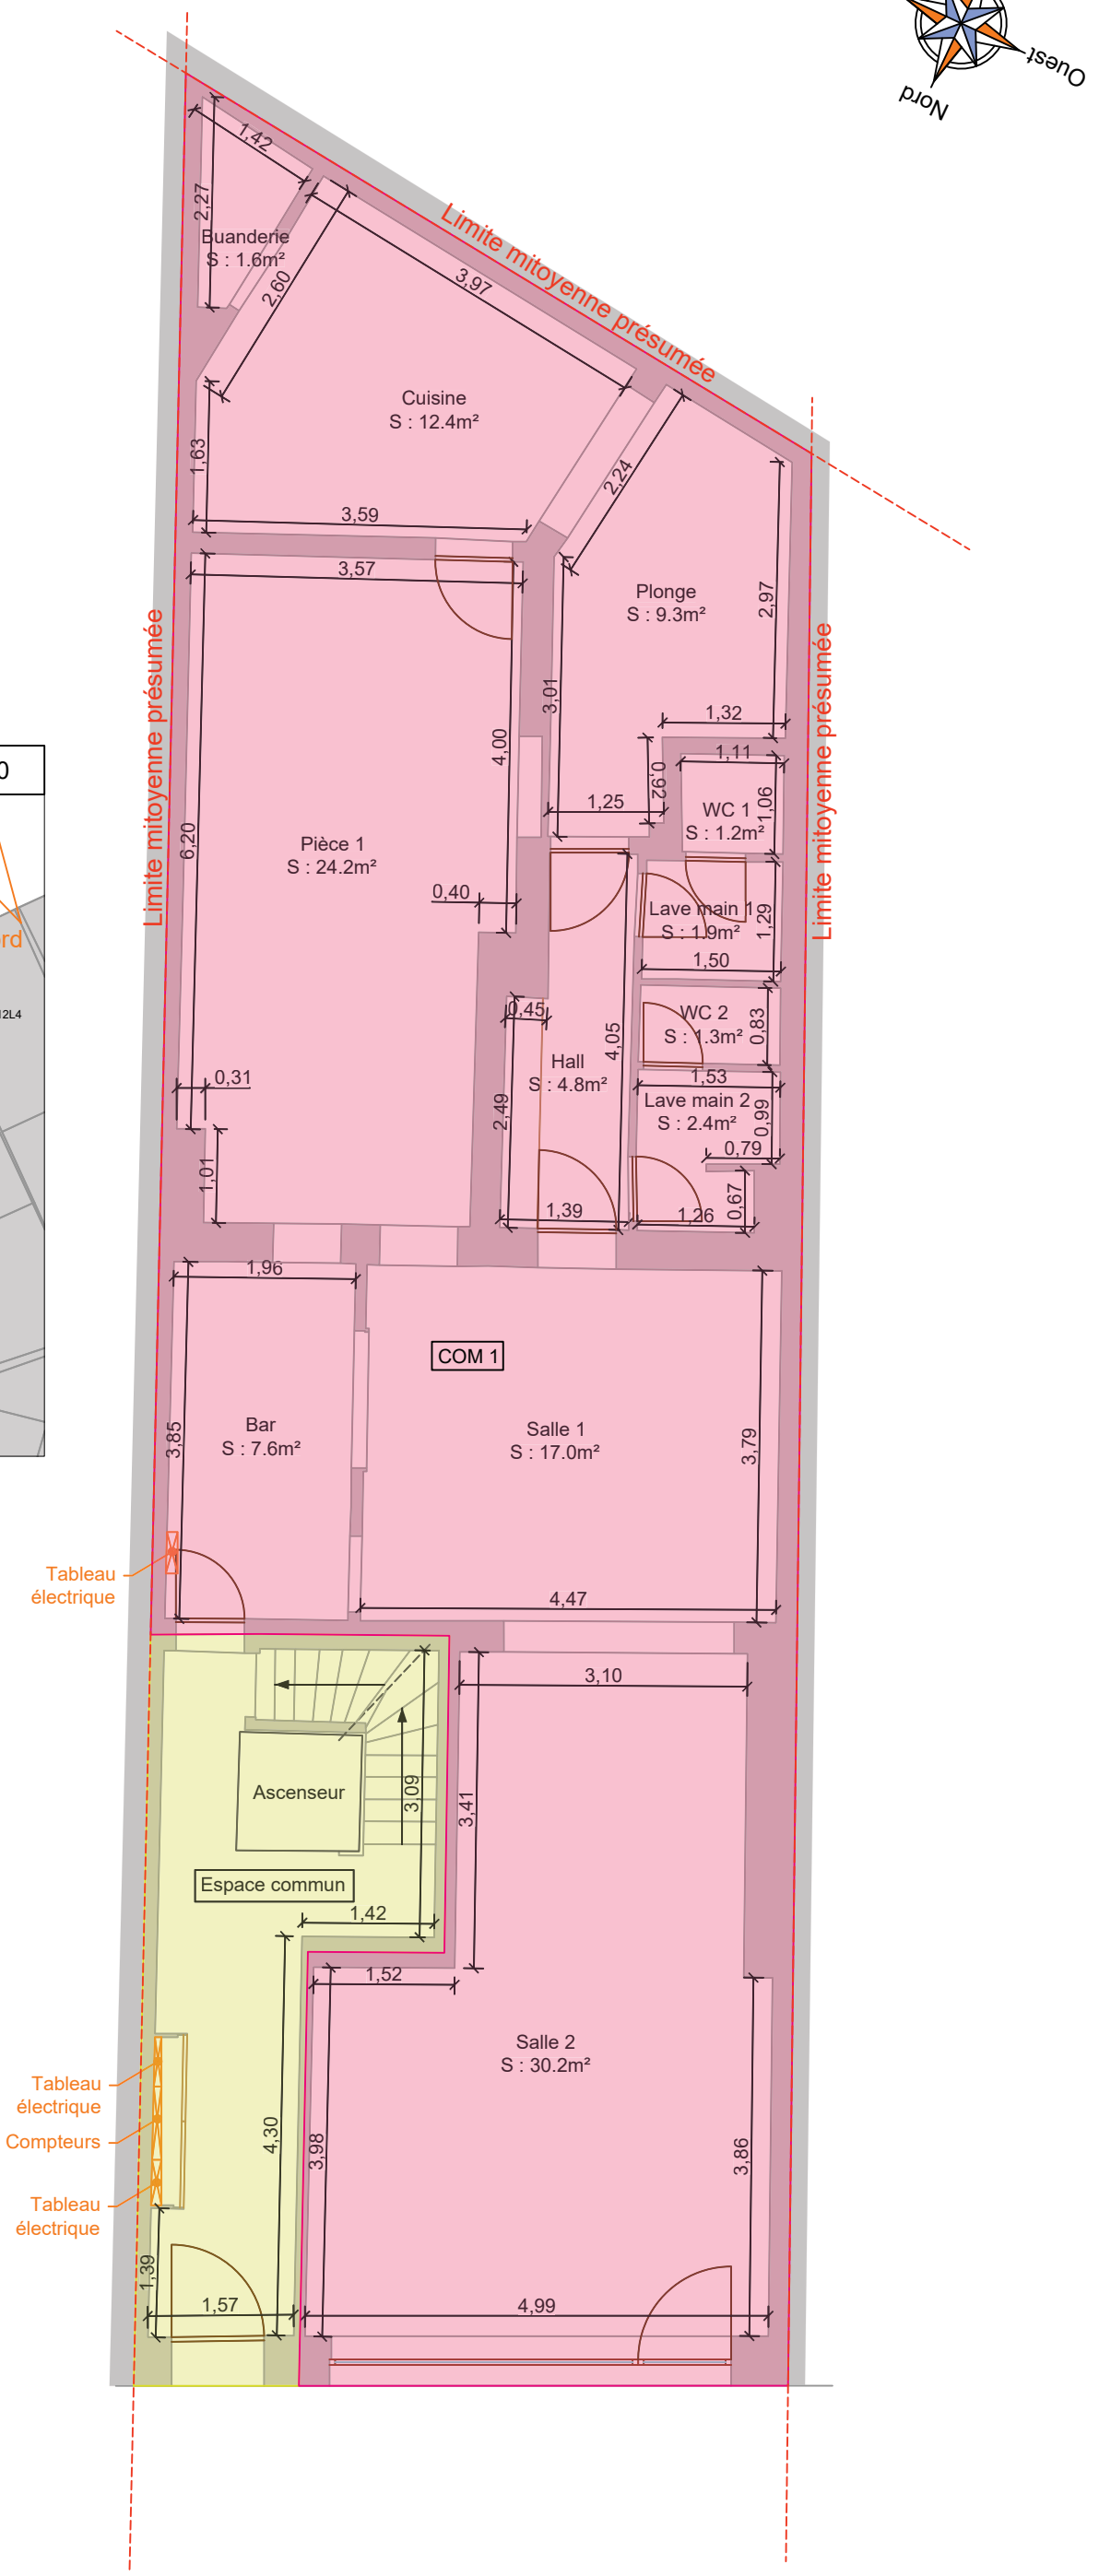 Ouest
Nord
1,42
2,27
Buanderie
S : 1.6m²
2,60
3,97
Limite mitoyenne présumée
Cuisine
S : 12.4m²
1,63
3,59
2,24
3,57
Plonge
S : 9.3m²
2,97
Limite mitoyenne présumée
Limite mitoyenne présumée
3,01
1,32
4,00
0,92
1,11
1,25
WC 1
S : 1.2m²
1,06
0
6,20
Pièce 1
S : 24.2m²
0,40
Lave main 1
S : 1.9m²
1,29
1,50
rd
12L4
0,45
WC 2
S : 1.3m²
0,83
4,05
Hall
S : 4.8m²
0,31
1,53
Lave main 2
S : 2.4m²
0,99
2,49
0,79
1,01
0,67
1,39
1,26
1,96
COM 1
Bar
S : 7.6m²
3,85
Salle 1
S : 17.0m²
3,79
Tableau
électrique
4,47
3,10
Ascenseur
3,09
3,41
Espace commun
1,42
1,52
Salle 2
S : 30.2m²
Tableau
électrique
Compteurs
4,30
3,98
3,86
Tableau
électrique
1,39
1,57
4,99